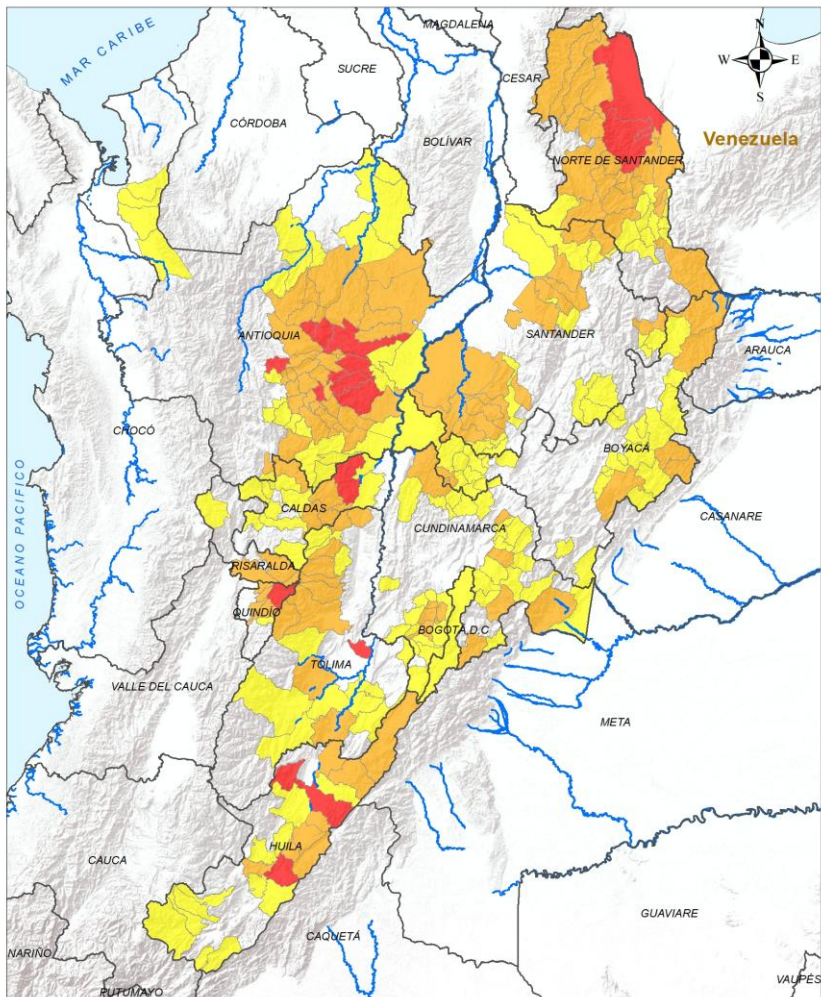 MAGDALENA
N
MAR CARIBE
SUCRE
CESAR
W
E
S
CÓRDOBA
BOLÍVAR
Venezuela
NORTE DE SANTANDER
ANTIOQUIA
SANTANDER
ARAUCA
CHOCÓ
BOYACÁ
OCEANO PACIFICO
CALDAS
CUNDINAMARCA
CASANARE
RISARALDA
QUINDÍO
BOGOTÁ, D.C
TOLIMA
VALLE DEL CAUCA
META
HUILA
CAUCA
GUAVIARE
CAQUETÁ
NARIÑO
PUTUMAYO
VAUPÉS